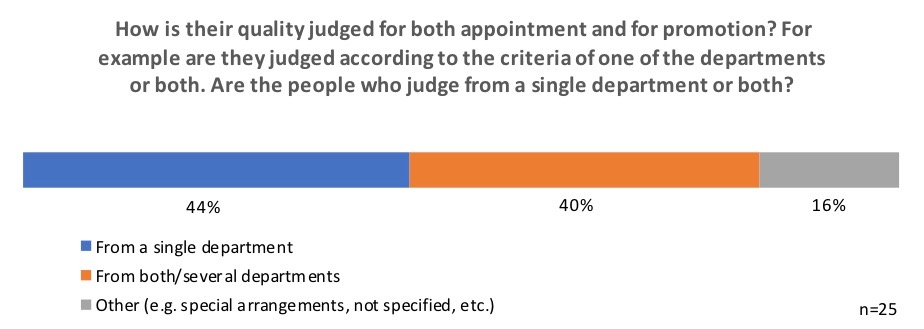 How is their quality judged for both appointment and for promotion? For
example are they judged according to the criteria of one of the departments
or both. Are the people who judge from a single department or both?
44%
40%
16%
From a single department
From both/several departments
Other (e.g. special arrangements, not specified, etc.)
n=25